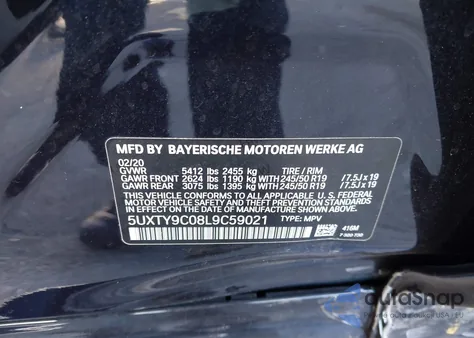 MFD BY BAYERISCHE MOTOREN WERKE AG
02/20
GVWR 5412 lbs 2455 kg TIRE / RIM
GAWR FRONT 2624 lbs 1190 kg WITH 245/50 R19 /7.5J x 19
GAWR REAR 3075 lbs 1395 kg WITH 245/50 R19 /7.5J x 19
THIS VEHICLE CONFORMS TO ALL APPLICABLE U.S. FEDERAL
MOTOR VEHICLE SAFETY, BUMPER, AND THEFT PREVENTION
STANDARDS IN EFFECT ON THE DATE OF MANUFACTURE SHOWN
ABOVE.
5UXTY9C08L9C59021 TYPE: MPV
416M
autaShap